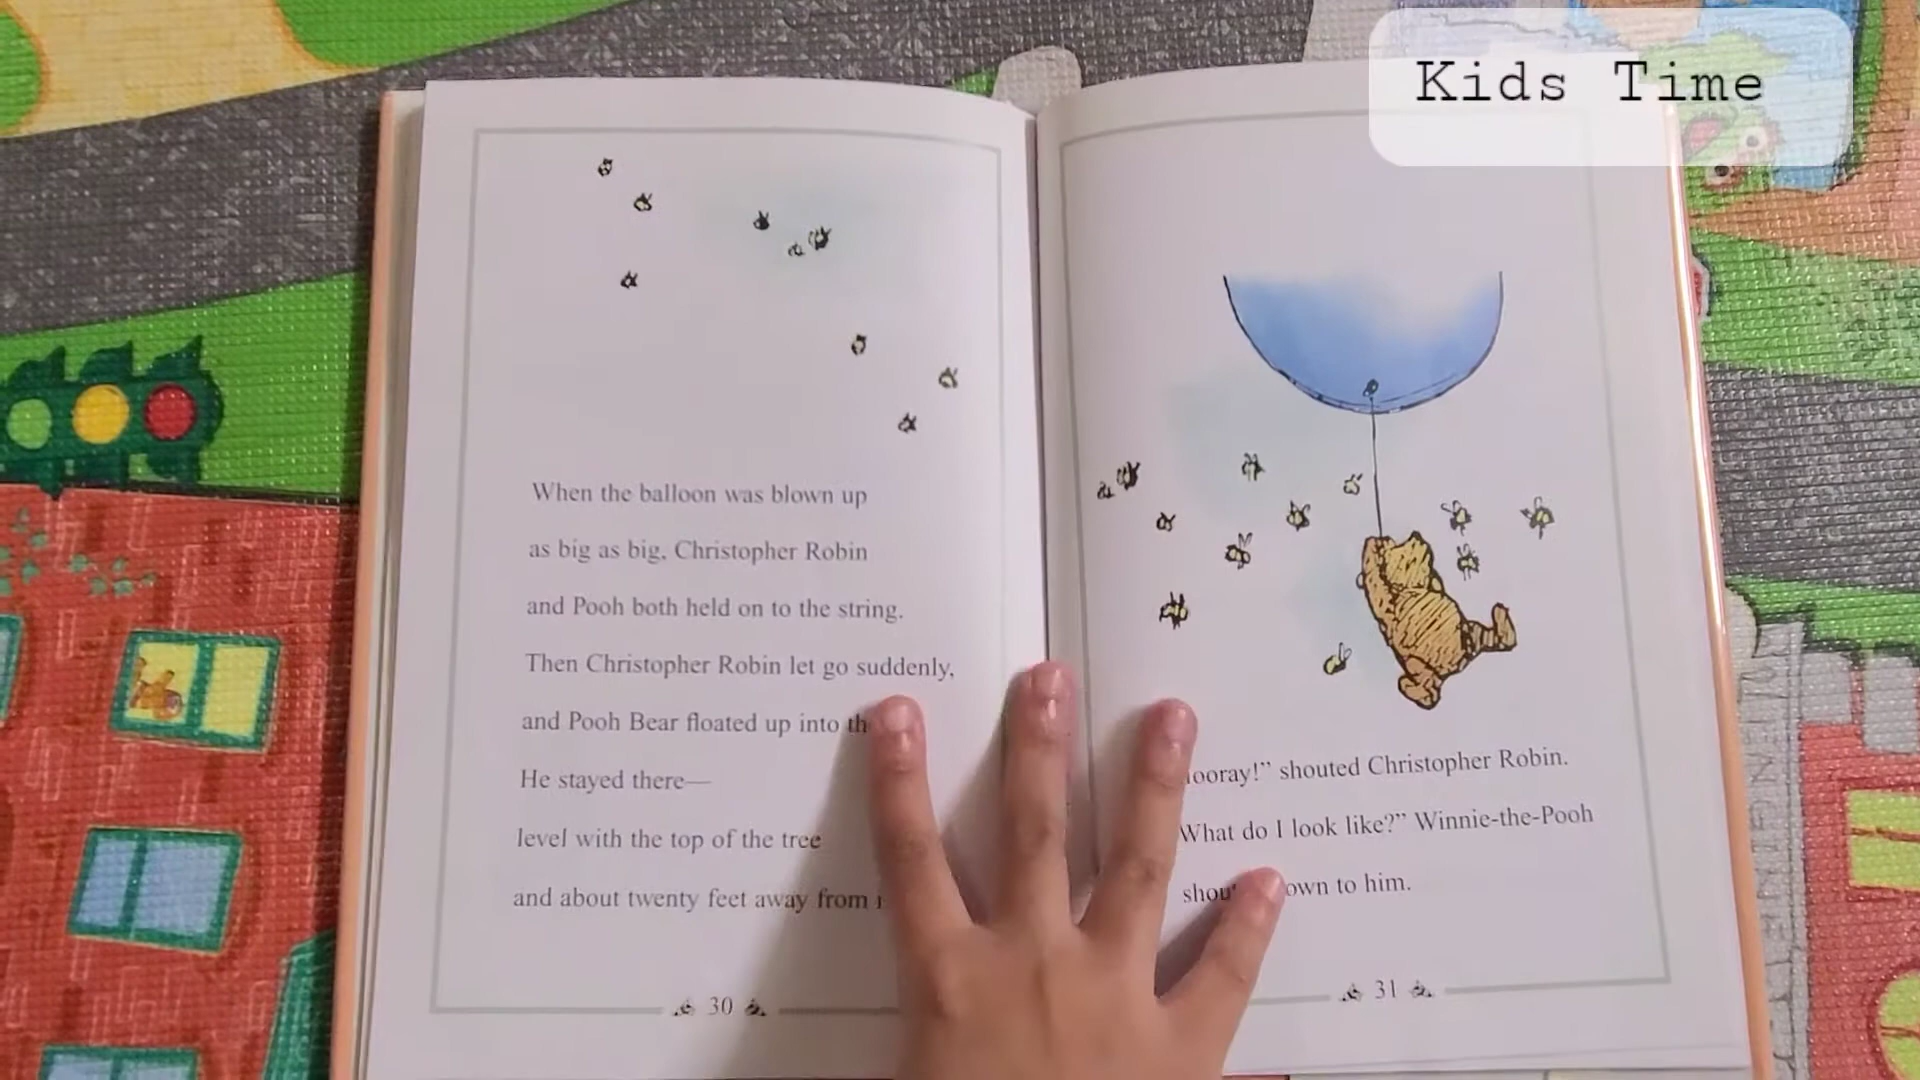 Kids Time
When the balloon was blown up
as big as big, Christopher Robin
and Pooh both held on to the string.
Then Christopher Robin let go suddenly,
and Pooh Bear floated up into
He stayed there—
level with the top of the tree
and about twenty feet away from
30
shouted Christopher Robin.
What do I look like?” Winnie-the-Pooh
to him.
31